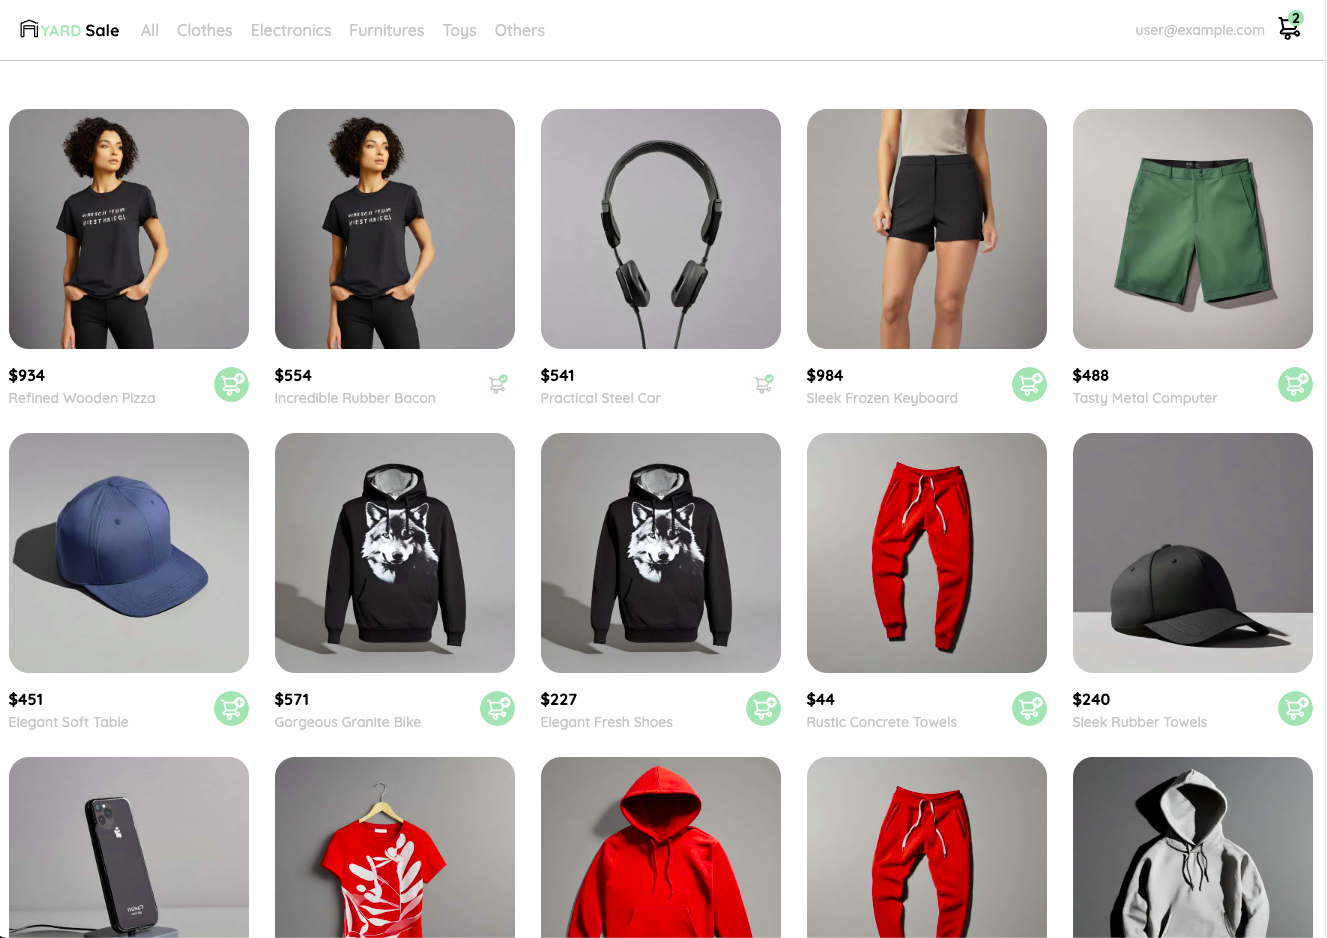 YARD Sale
All Clothes Electronics Furnitures Toys Others
user@example.com
2
$934
Refined Wooden Pizza
$554
Incredible Rubber Bacon
$541
Practical Steel Car
$984
Sleek Frozen Keyboard
$488
Tasty Metal Computer
$451
Elegant Soft Table
$571
Gorgeous Granite Bike
$227
Elegant Fresh Shoes
$44
Rustic Concrete Towels
$240
Sleek Rubber Towels